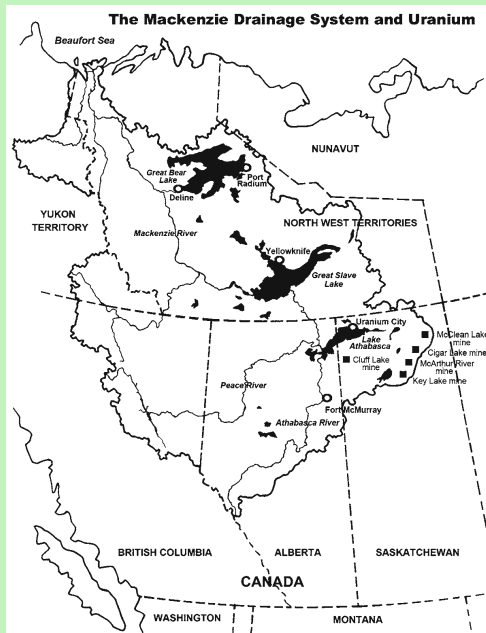 The Mackenzie Drainage System and Uranium
Beaufort Sea
NUNAVUT
Great Bear
Lake
Port
Radium
Deline
YUKON
TERRITORY
Mackenzie River
NORTH WEST TERRITORIES
Yellowknife
Great Slave
Lake
Uranium City
Lake
Athabasca
McClean Lake
mine
Cigar Lake mine
McArthur River
mine
Key Lake mine
Cluff Lake
mine
Peace River
Fort McMurray
Athabasca River
BRITISH COLUMBIA
ALBERTA
SASKATCHEWAN
CANADA
WASHINGTON
MONTANA